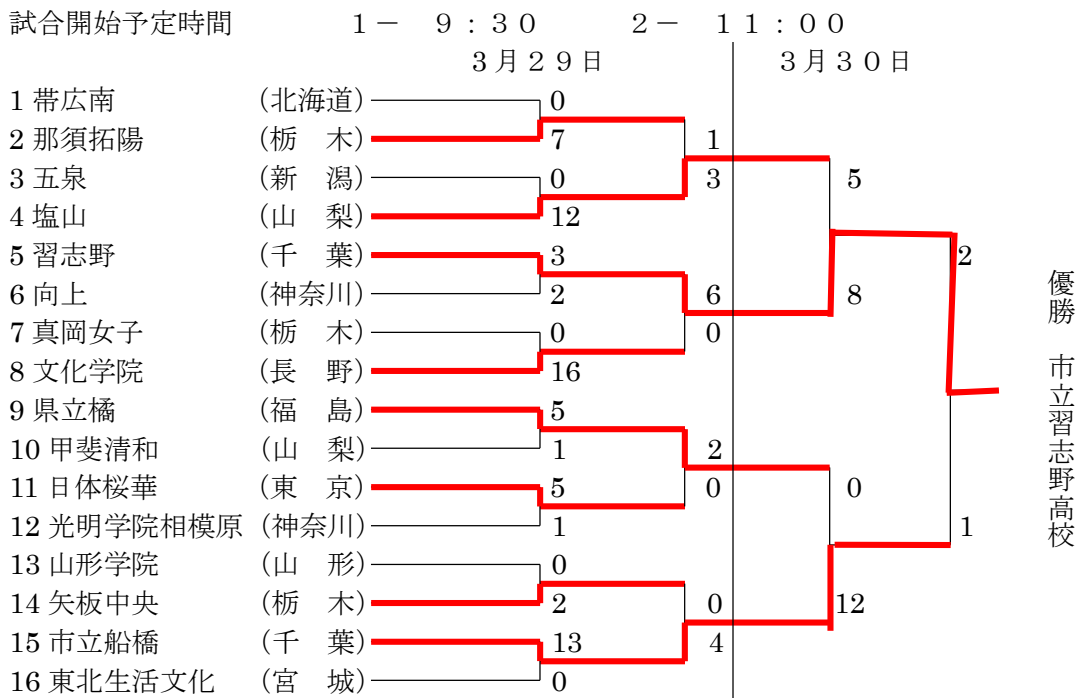 試合開始予定時間 1－ 9:30 2－ 11:00
3月29日 3月30日
1 帯広南 (北海道) 0
2 那須拓陽 (栃 木) 7
1
3 五泉 (新 潟) 0
3
5
4 塩山 (山 梨) 12
5 習志野 (千 葉) 3
2
6 向上 (神奈川) 2
6
8
7 真岡女子 (栃 木) 0
0
8 文化学院 (長 野) 16
9 県立橘 (福 島) 5
10 甲斐清和 (山 梨) 1
2
11 日体桜華 (東 京) 5
0
0
12 光明学院相模原 (神奈川) 1
1
13 山形学院 (山 形) 0
14 矢板中央 (栃 木) 2
0
12
15 市立船橋 (千 葉) 13
4
16 東北生活文化 (宮 城) 0
優勝 市立習志野高校